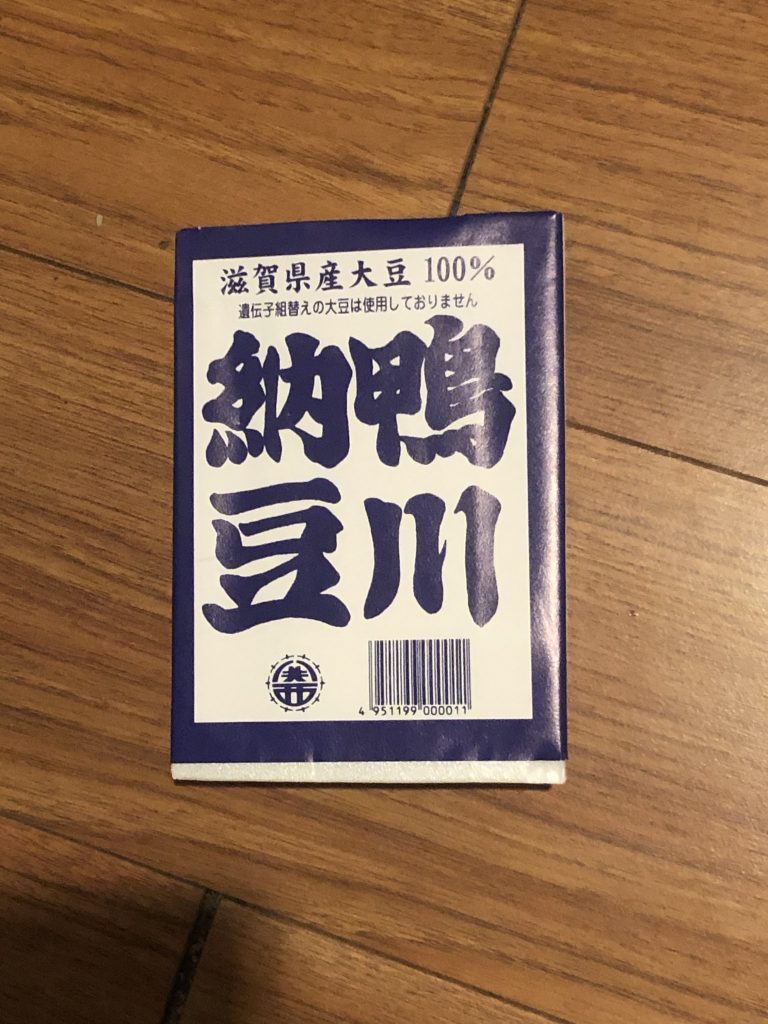 滋賀県産大豆 100%
遺伝子組替えの大豆は使用しておりません
鴨川
納豆
4 951199 000011